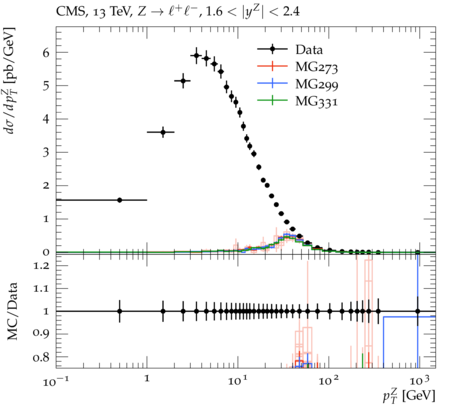 CMS, 13 TeV, Z → ℓ⁺ℓ⁻, 1.6 < |y^Z| < 2.4
dσ/dp_T^Z [pb/GeV]
Data
MG273
MG299
MG331
6
5
4
3
2
1
0
MC/Data
1.2
1.1
1
0.9
0.8
10⁻¹ 1 10¹ 10² 10³
p_T^Z [GeV]